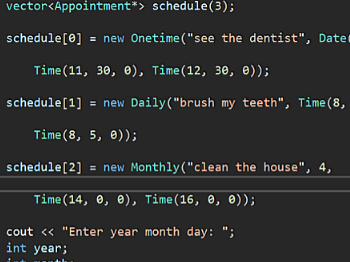 vector<Appointment*> schedule(3);
schedule[0] = new Onetime("see the dentist", Date(
Time(11, 30, 0), Time(12, 30, 0));
schedule[1] = new Daily("brush my teeth", Time(8,
Time(8, 5, 0));
schedule[2] = new Monthly("clean the house", 4,
Time(14, 0, 0), Time(16, 0, 0));
cout << "Enter year month day: ";
int year;